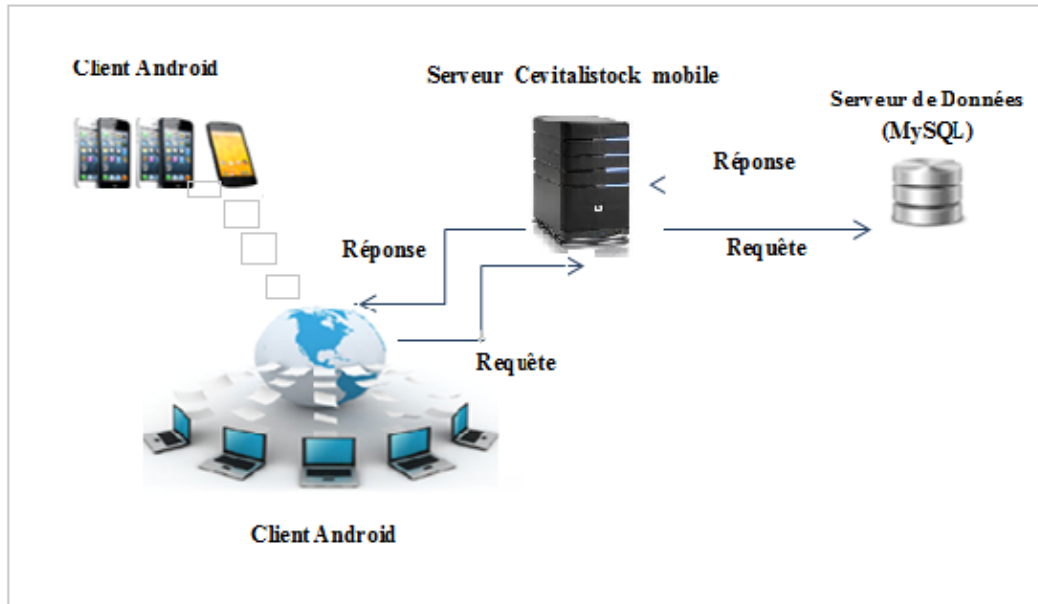 Client Android
Serveur Cevitalistock mobile
Serveur de Données
(MySQL)
Réponse
Réponse
Requête
Requête
Client Android